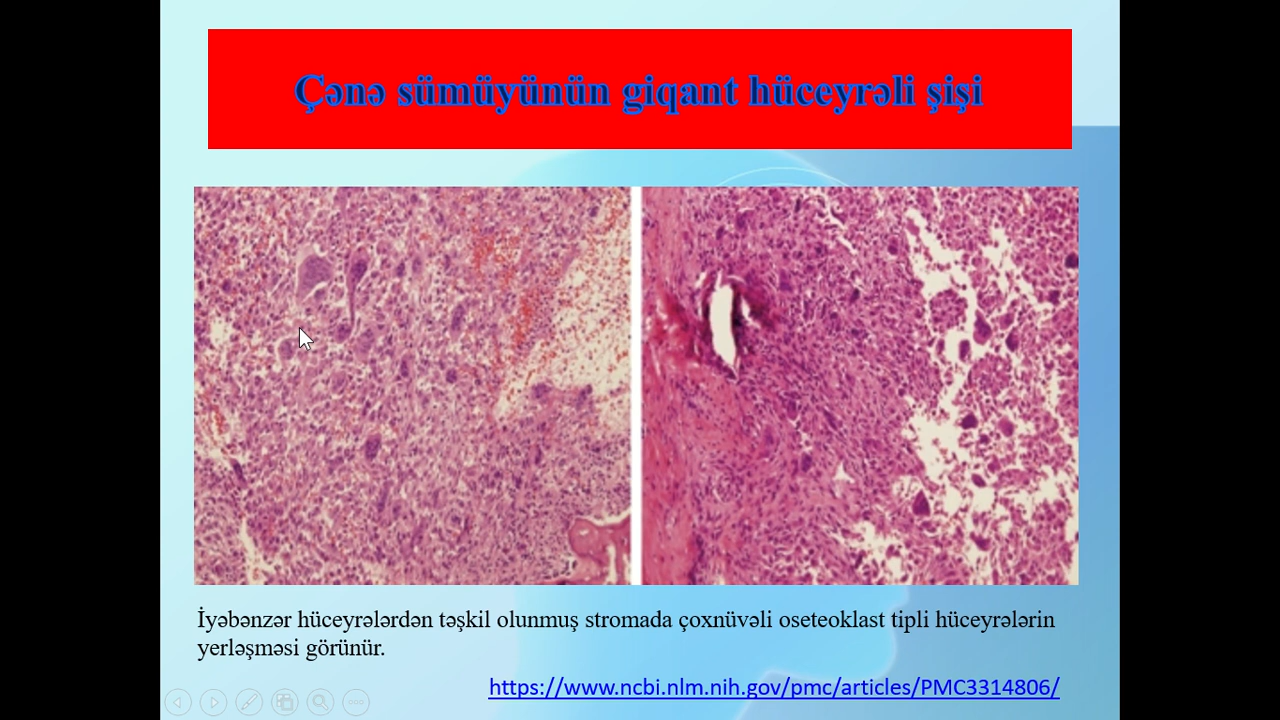 Çənə sümüyünün giqant hüceyrəli şişi
İyəbənzər hüceyrələrdən təşkil olunmuş stromada çoxnüvəli oseteoklast tipli hüceyrələrin
yerləşməsi görünür.
https://www.ncbi.nlm.nih.gov/pmc/articles/PMC3314806/